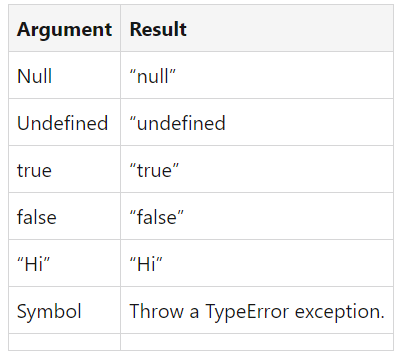 Argument Result
Null “null”
Undefined “undefined
true “true”
false “false”
“Hi” “Hi”
Symbol Throw a TypeError exception.